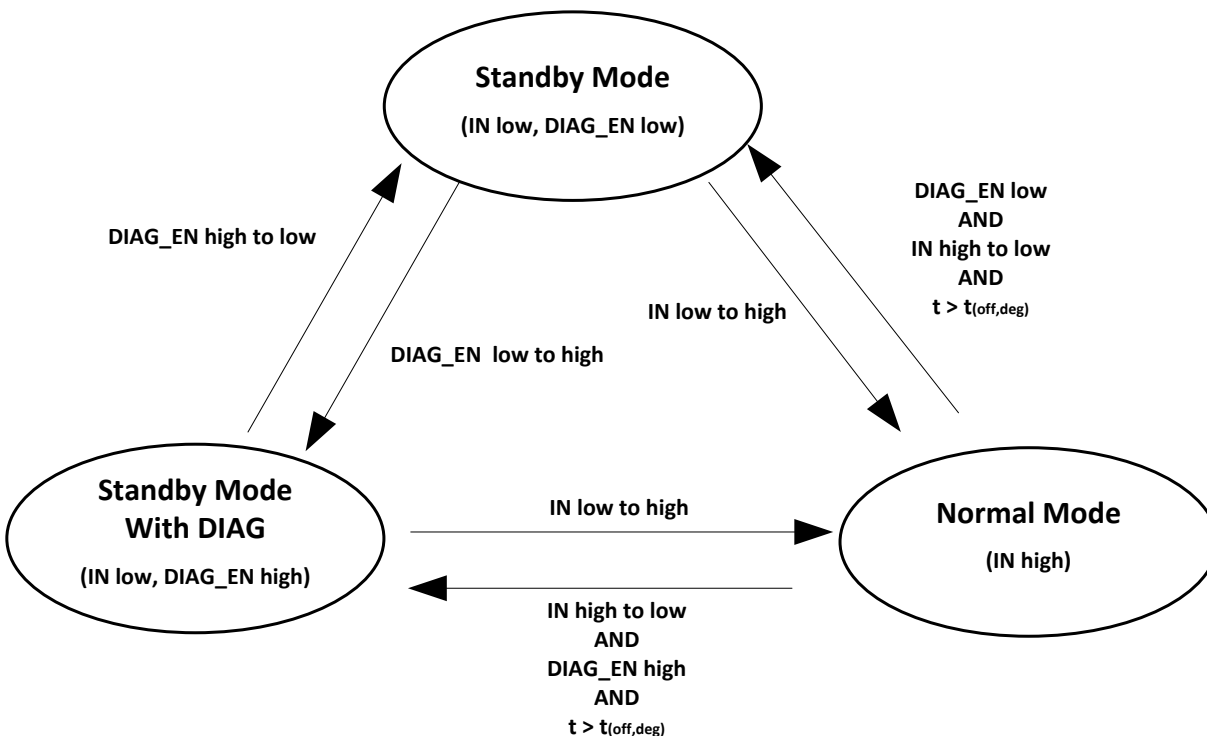 Standby Mode
(IN low, DIAG_EN low)
DIAG_EN high to low
DIAG_EN low to high
IN low to high
DIAG_EN low
AND
IN high to low
AND
t > t(off,deg)
Standby Mode
With DIAG
(IN low, DIAG_EN high)
IN low to high
IN high to low
AND
DIAG_EN high
AND
t > t(off,deg)
Normal Mode
(IN high)